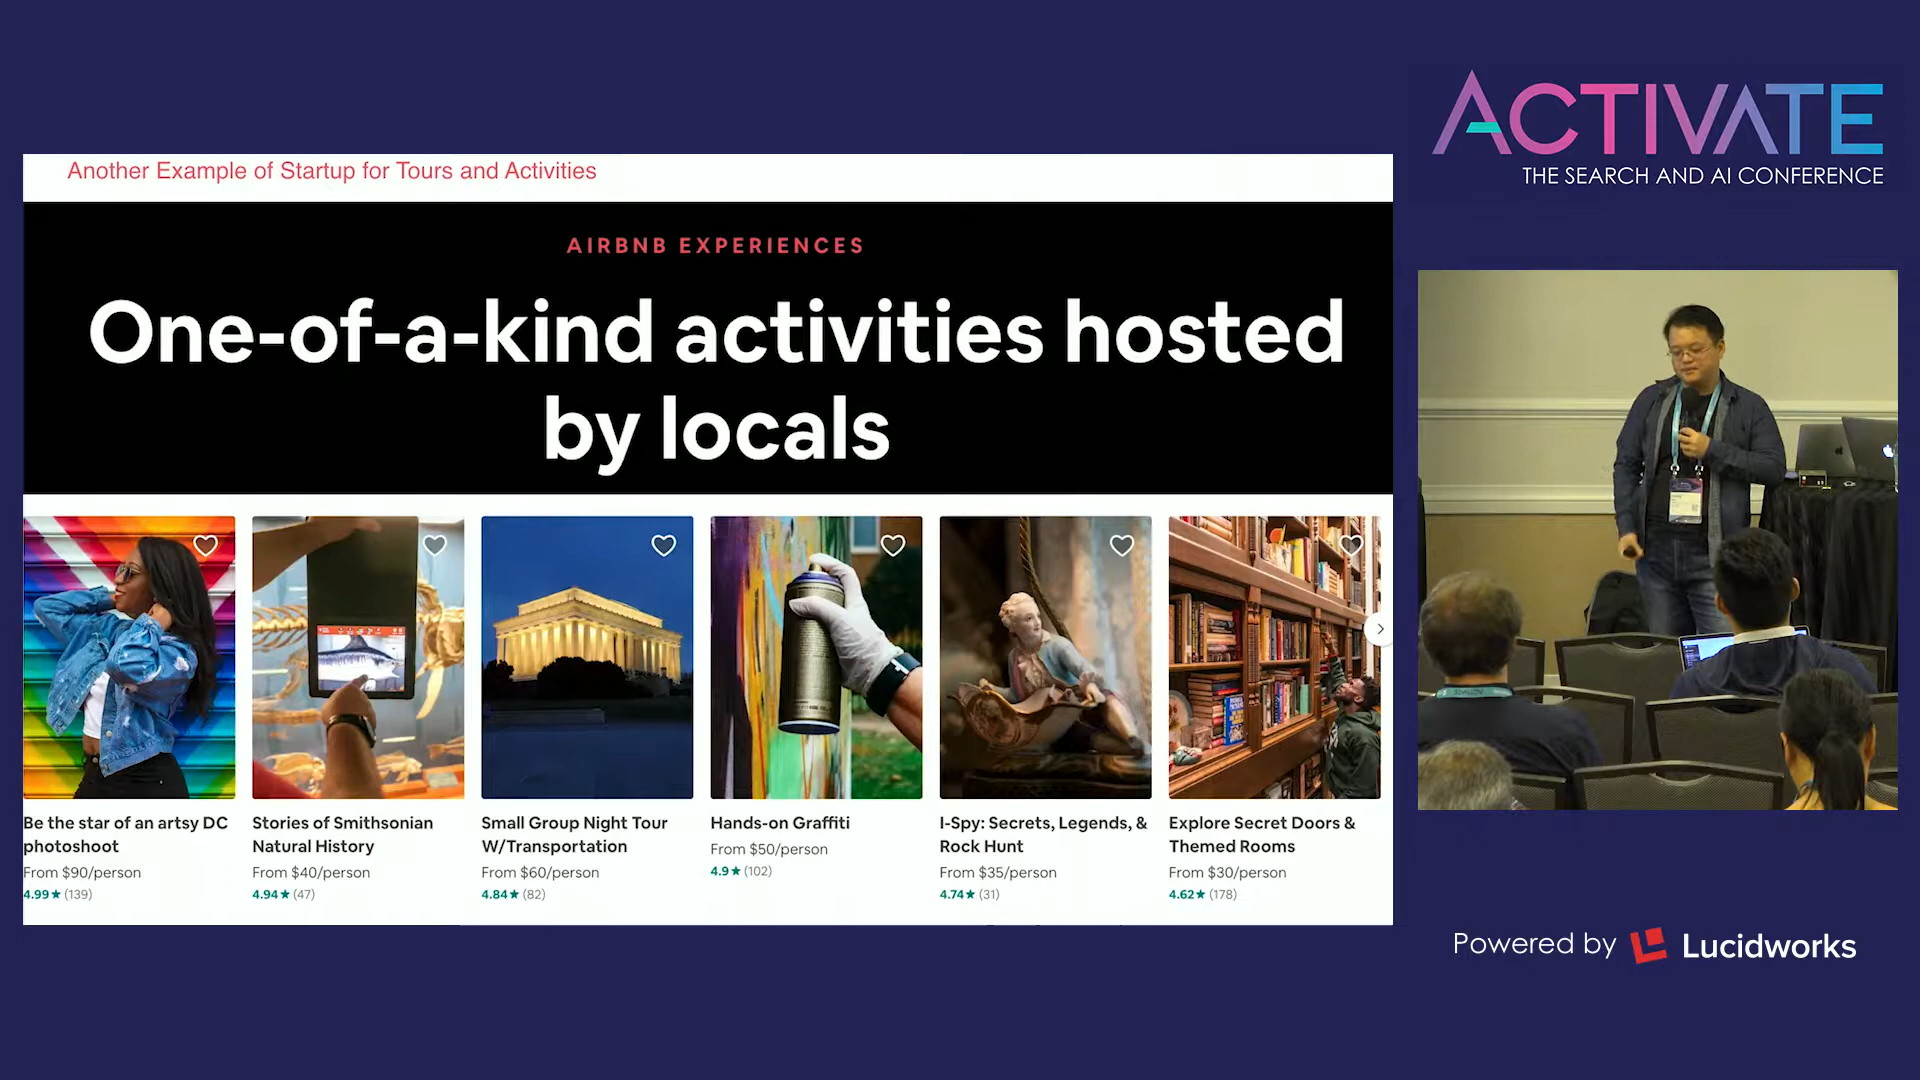 Another Example of Startup for Tours and Activities
AIRBNB EXPERIENCES
One-of-a-kind activities hosted
by locals
Be the star of an artsy DC
photoshoot
From $90/person
4.99★ (139)
Stories of Smithsonian
Natural History
From $40/person
4.94★ (47)
Small Group Night Tour
W/Transportation
From $60/person
4.84★ (82)
Hands-on Graffiti
From $50/person
4.9★ (102)
I-Spy: Secrets, Legends, &
Rock Hunt
From $35/person
4.74★ (31)
Explore Secret Doors &
Themed Rooms
From $30/person
4.62★ (178)
ACTIVATE
THE SEARCH AND AI CONFERENCE
Powered by Lucidworks